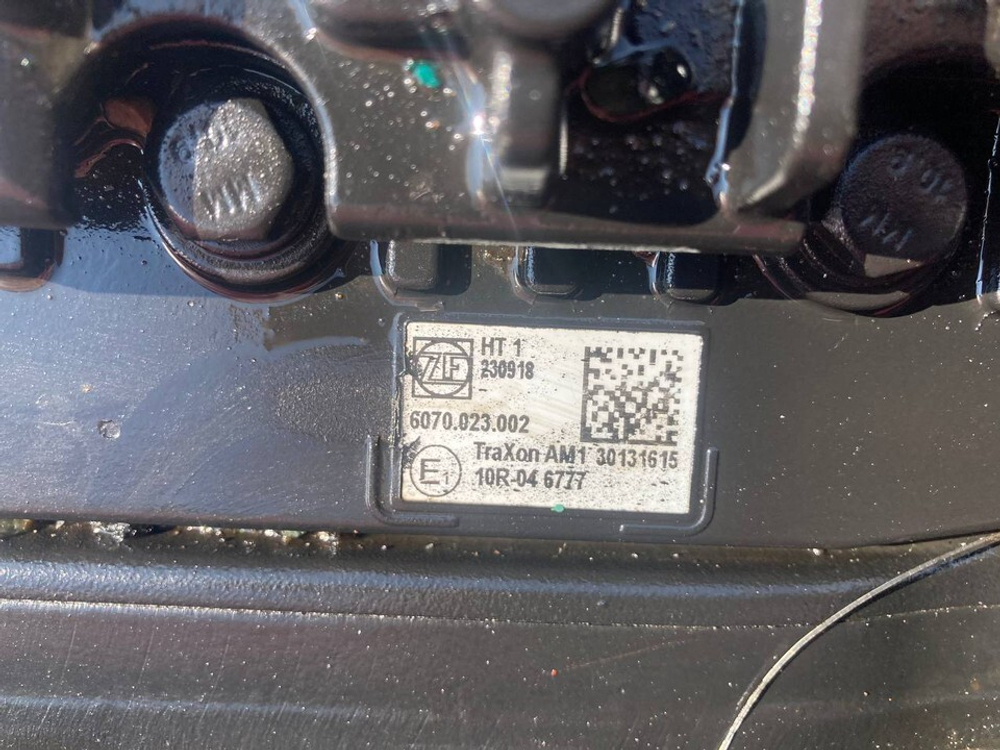 ZF
HT 1
230918
-
6070.023.002
E1
TraXon AM1 30131615
10R-04 6777